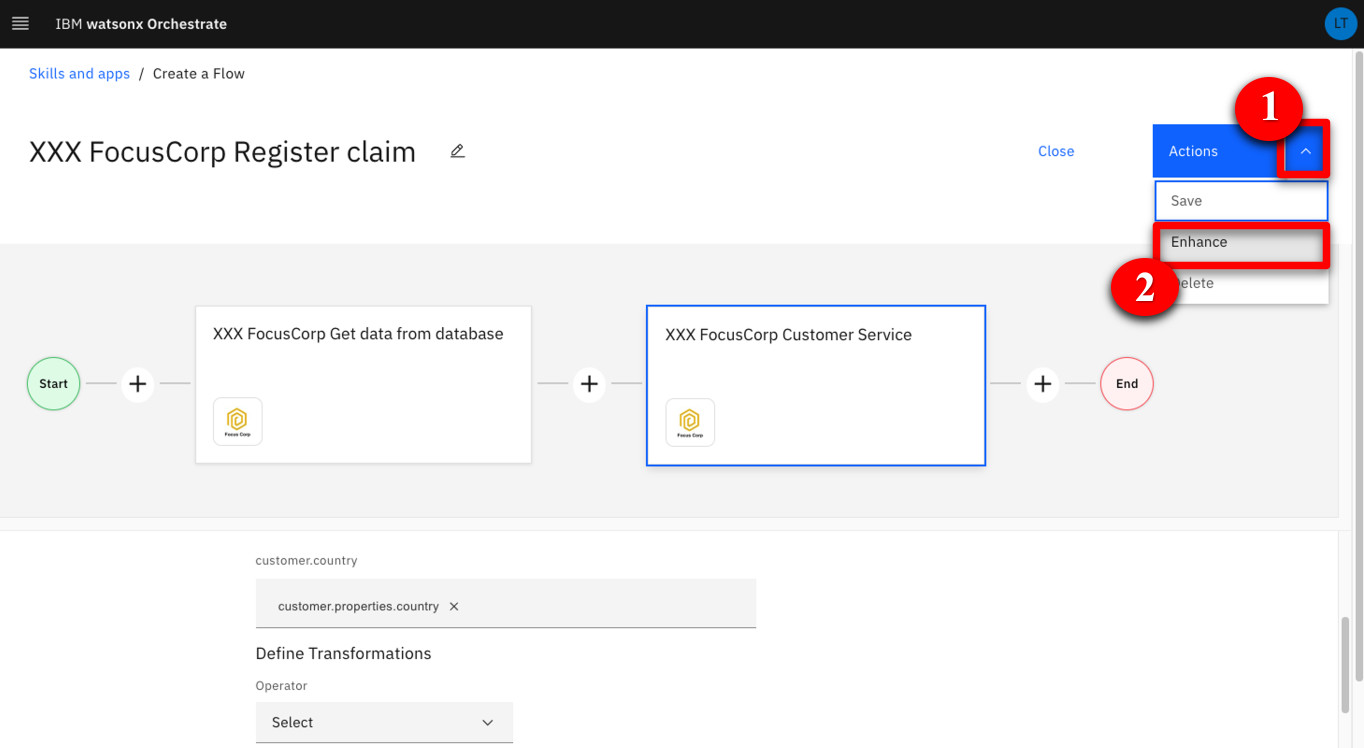 IBM watsonx Orchestrate
LT
Skills and apps / Create a Flow
1
XXX FocusCorp Register claim
Close
Actions
Save
Enhance
2
elete
XXX FocusCorp Get data from database
XXX FocusCorp Customer Service
Start
End
Focus Corp
Focus Corp
customer.country
customer.properties.country
Define Transformations
Operator
Select